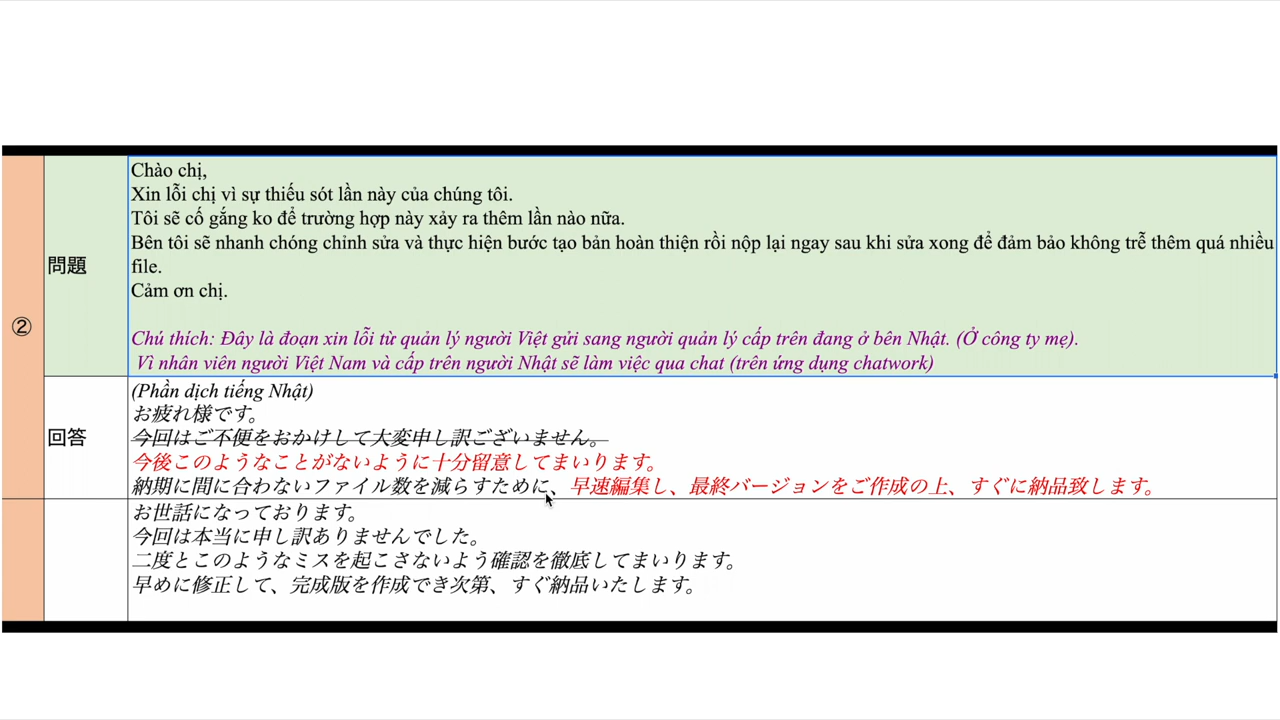 ②
問題
Chào chị,
Xin lỗi chị vì sự thiếu sót lần này của chúng tôi.
Tôi sẽ cố gắng ko để trường hợp này xảy ra thêm lần nào nữa.
Bên tôi sẽ nhanh chóng chỉnh sửa và thực hiện bước tạo bản hoàn thiện rồi nộp lại ngay sau khi sửa xong để đảm bảo không trễ thêm quá nhiều
file.
Cảm ơn chị.
Chú thích: Đây là đoạn xin lỗi từ quản lý người Việt gửi sang người quản lý cấp trên đang ở bên Nhật. (Ở công ty mẹ).
Vì nhân viên người Việt Nam và cấp trên người Nhật sẽ làm việc qua chat (trên ứng dụng chatwork)
回答
(Phần dịch tiếng Nhật)
お疲れ様です。
今回はご不便をおかけして大変申し訳ございません。
今後このようなことがないように十分留意してまいります。
納期に間に合わないファイル数を減らすために、早速編集し、最終バージョンをご作成の上、すぐに納品致します。
お世話になっております。
今回は本当に申し訳ありませんでした。
二度とこのようなミスを起こさないよう確認を徹底してまいります。
早めに修正して、完成版を作成でき次第、すぐ納品いたします。